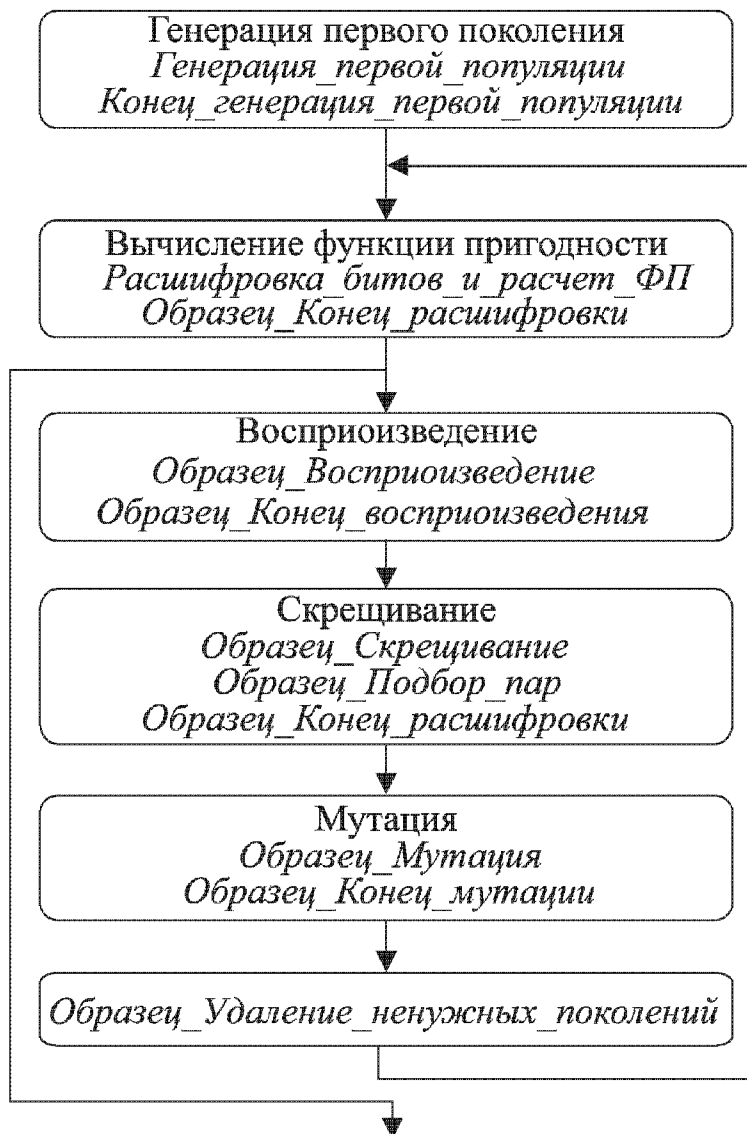 Генерация первого поколения
Генерация_первой_популяции
Конец_генерация_первой_популяции
Вычисление функции пригодности
Расшифровка_битов_и_расчет_ФП
Образец_Конец_расшифровки
Восприоизведение
Образец_Восприоизведение
Образец_Конец_восприоизведения
Скрещивание
Образец_Скрещивание
Образец_Подбор_пар
Образец_Конец_расшифровки
Мутация
Образец_Мутация
Образец_Конец_мутации
Образец_Удаление_ненужных_поколений